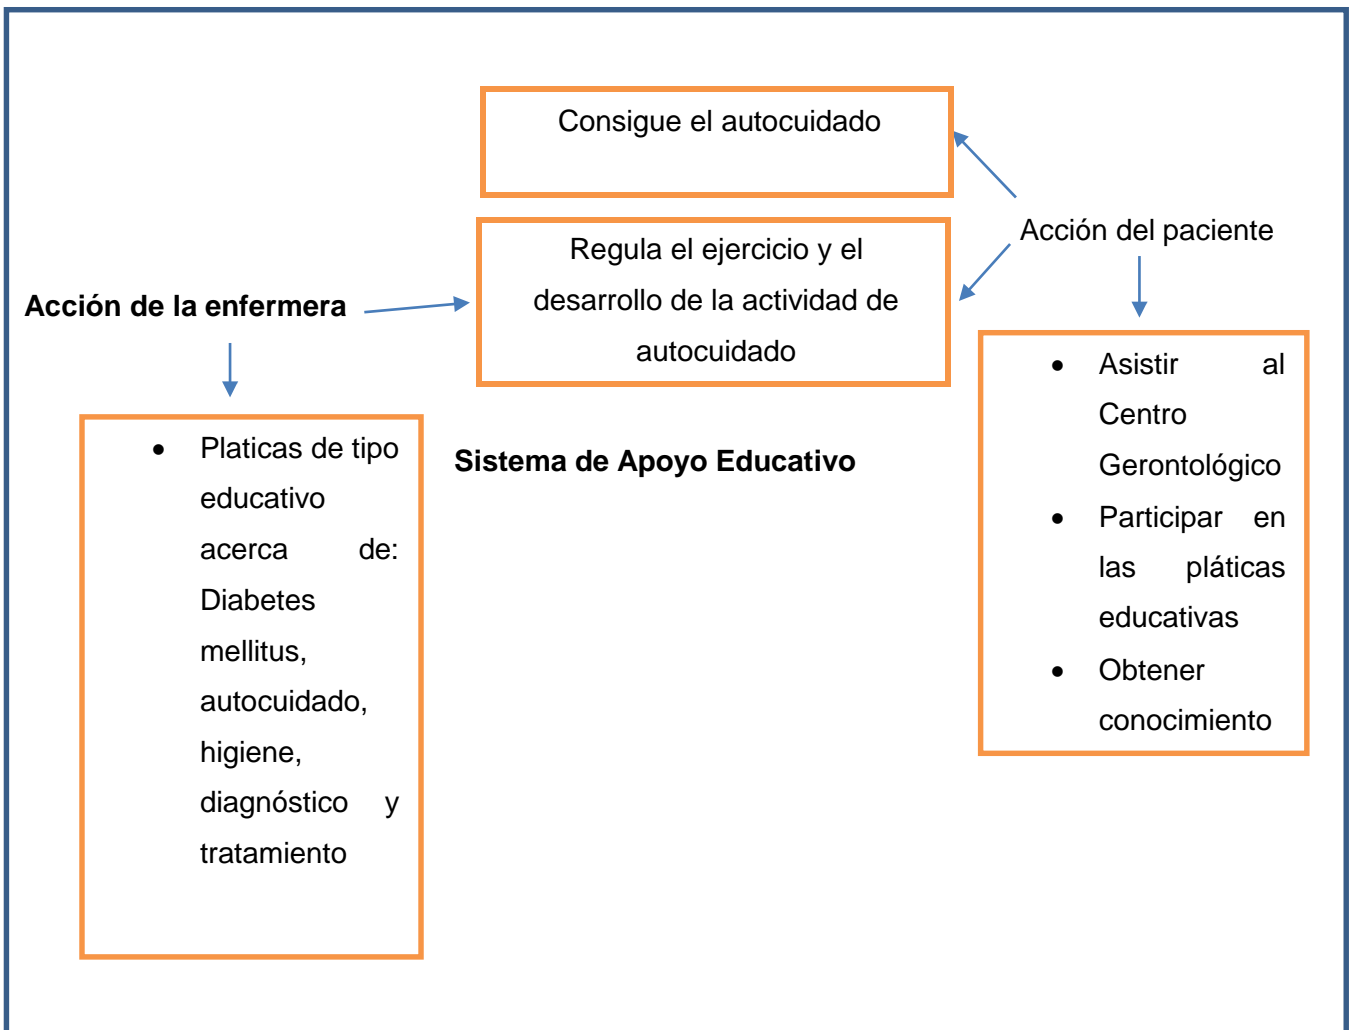 Consigue el autocuidado
Acción del paciente
Regula el ejercicio y el
desarrollo de la actividad de
autocuidado
Acción de la enfermera
• Asistir al
Centro
Gerontológico
• Participar en
las pláticas
educativas
• Obtener
conocimiento
• Platicas de tipo
educativo
acerca de:
Diabetes
mellitus,
autocuidado,
higiene,
diagnóstico y
tratamiento
Sistema de Apoyo Educativo